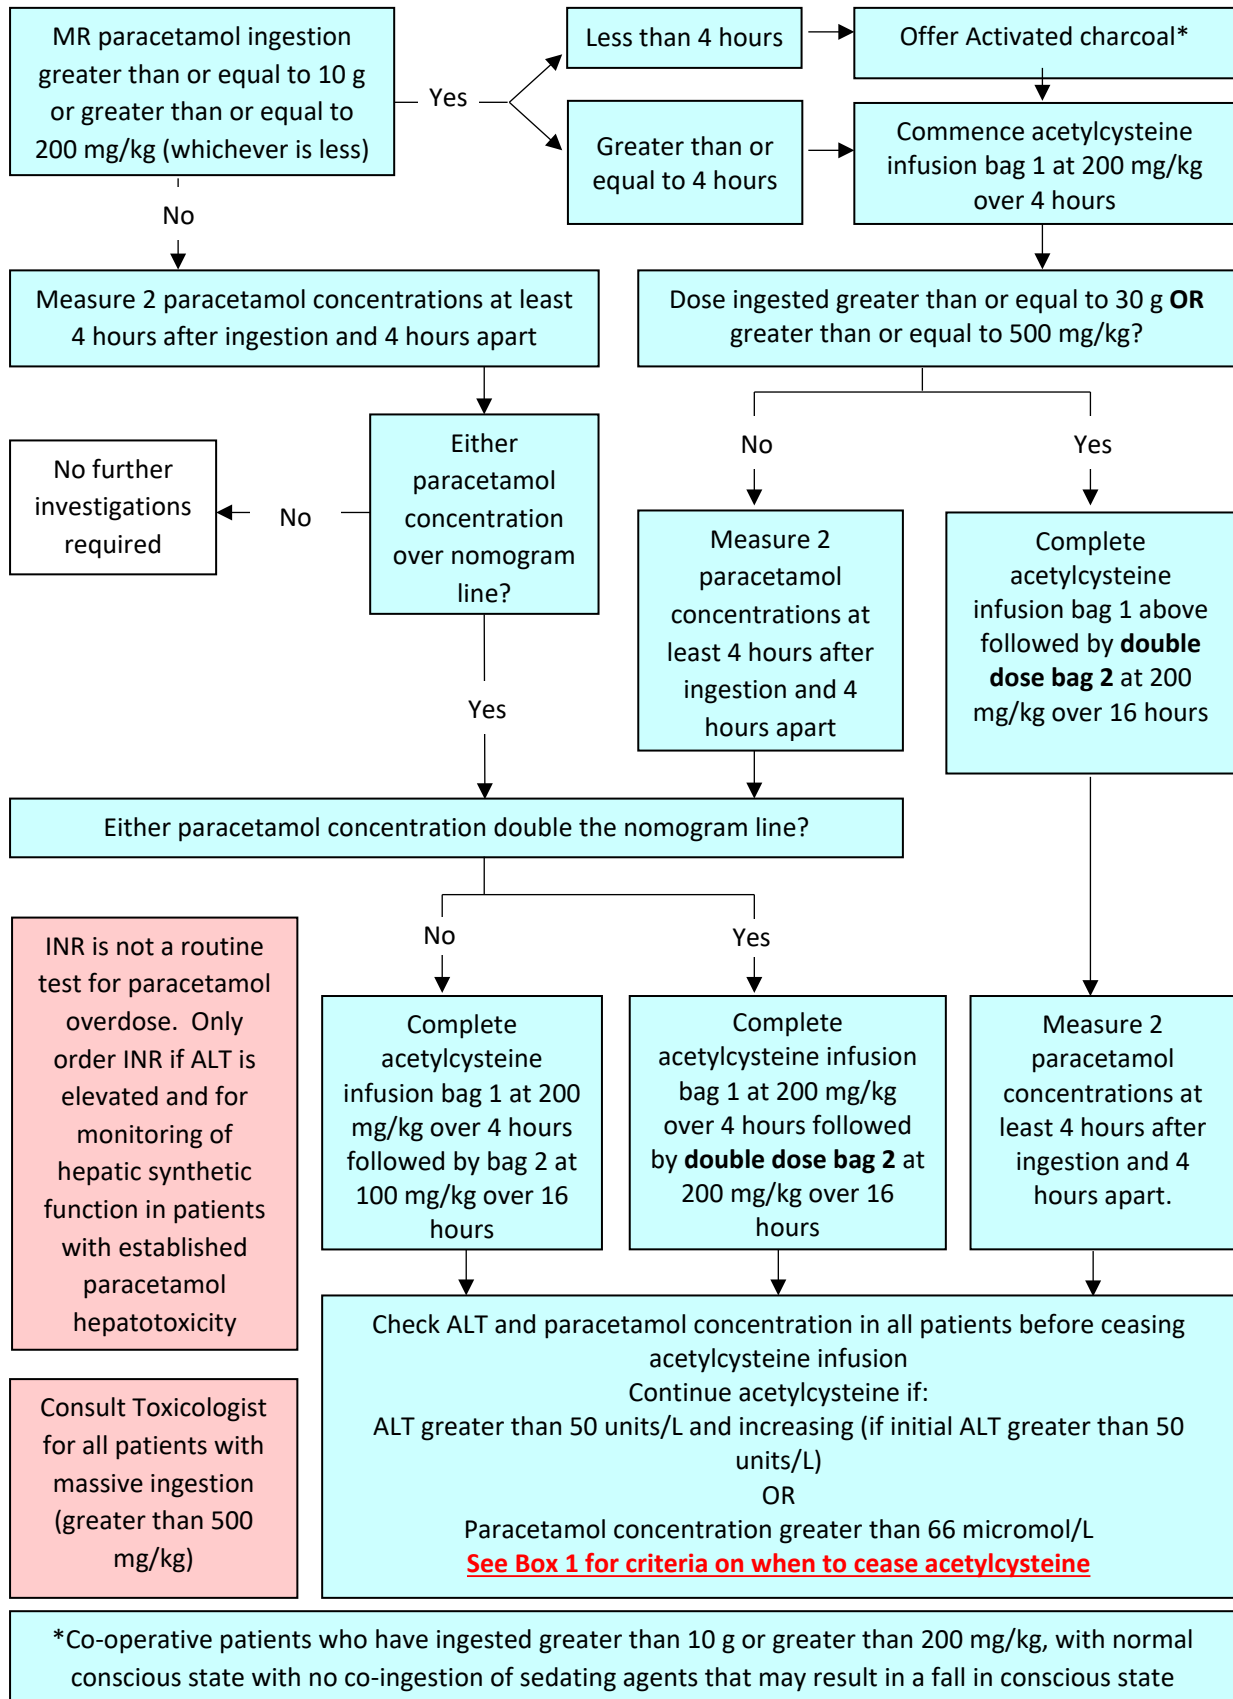 MR paracetamol ingestion
greater than or equal to 10 g
or greater than or equal to
200 mg/kg (whichever is less)
Yes
Less than 4 hours
Offer Activated charcoal*
Greater than or
equal to 4 hours
Commence acetylcysteine
infusion bag 1 at 200 mg/kg
over 4 hours
No
Measure 2 paracetamol concentrations at least
4 hours after ingestion and 4 hours apart
Dose ingested greater than or equal to 30 g OR
greater than or equal to 500 mg/kg?
Either
paracetamol
concentration
over nomogram
line?
No
No further
investigations
required
No
Yes
Measure 2
paracetamol
concentrations at
least 4 hours after
ingestion and 4
hours apart
Complete
acetylcysteine
infusion bag 1 above
followed by double
dose bag 2 at 200
mg/kg over 16 hours
Yes
Either paracetamol concentration double the nomogram line?
No
Yes
INR is not a routine
test for paracetamol
overdose. Only
order INR if ALT is
elevated and for
monitoring of
hepatic synthetic
function in patients
with established
paracetamol
hepatotoxicity
Complete
acetylcysteine
infusion bag 1 at 200
mg/kg over 4 hours
followed by bag 2 at
100 mg/kg over 16
hours
Complete
acetylcysteine infusion
bag 1 at 200 mg/kg
over 4 hours followed
by double dose bag 2 at
200 mg/kg over 16
hours
Measure 2
paracetamol
concentrations at
least 4 hours after
ingestion and 4
hours apart.
Consult Toxicologist
for all patients with
massive ingestion
(greater than 500
mg/kg)
Check ALT and paracetamol concentration in all patients before ceasing
acetylcysteine infusion
Continue acetylcysteine if:
ALT greater than 50 units/L and increasing (if initial ALT greater than 50
units/L)
OR
Paracetamol concentration greater than 66 micromol/L
See Box 1 for criteria on when to cease acetylcysteine
*Co-operative patients who have ingested greater than 10 g or greater than 200 mg/kg, with normal
conscious state with no co-ingestion of sedating agents that may result in a fall in conscious state